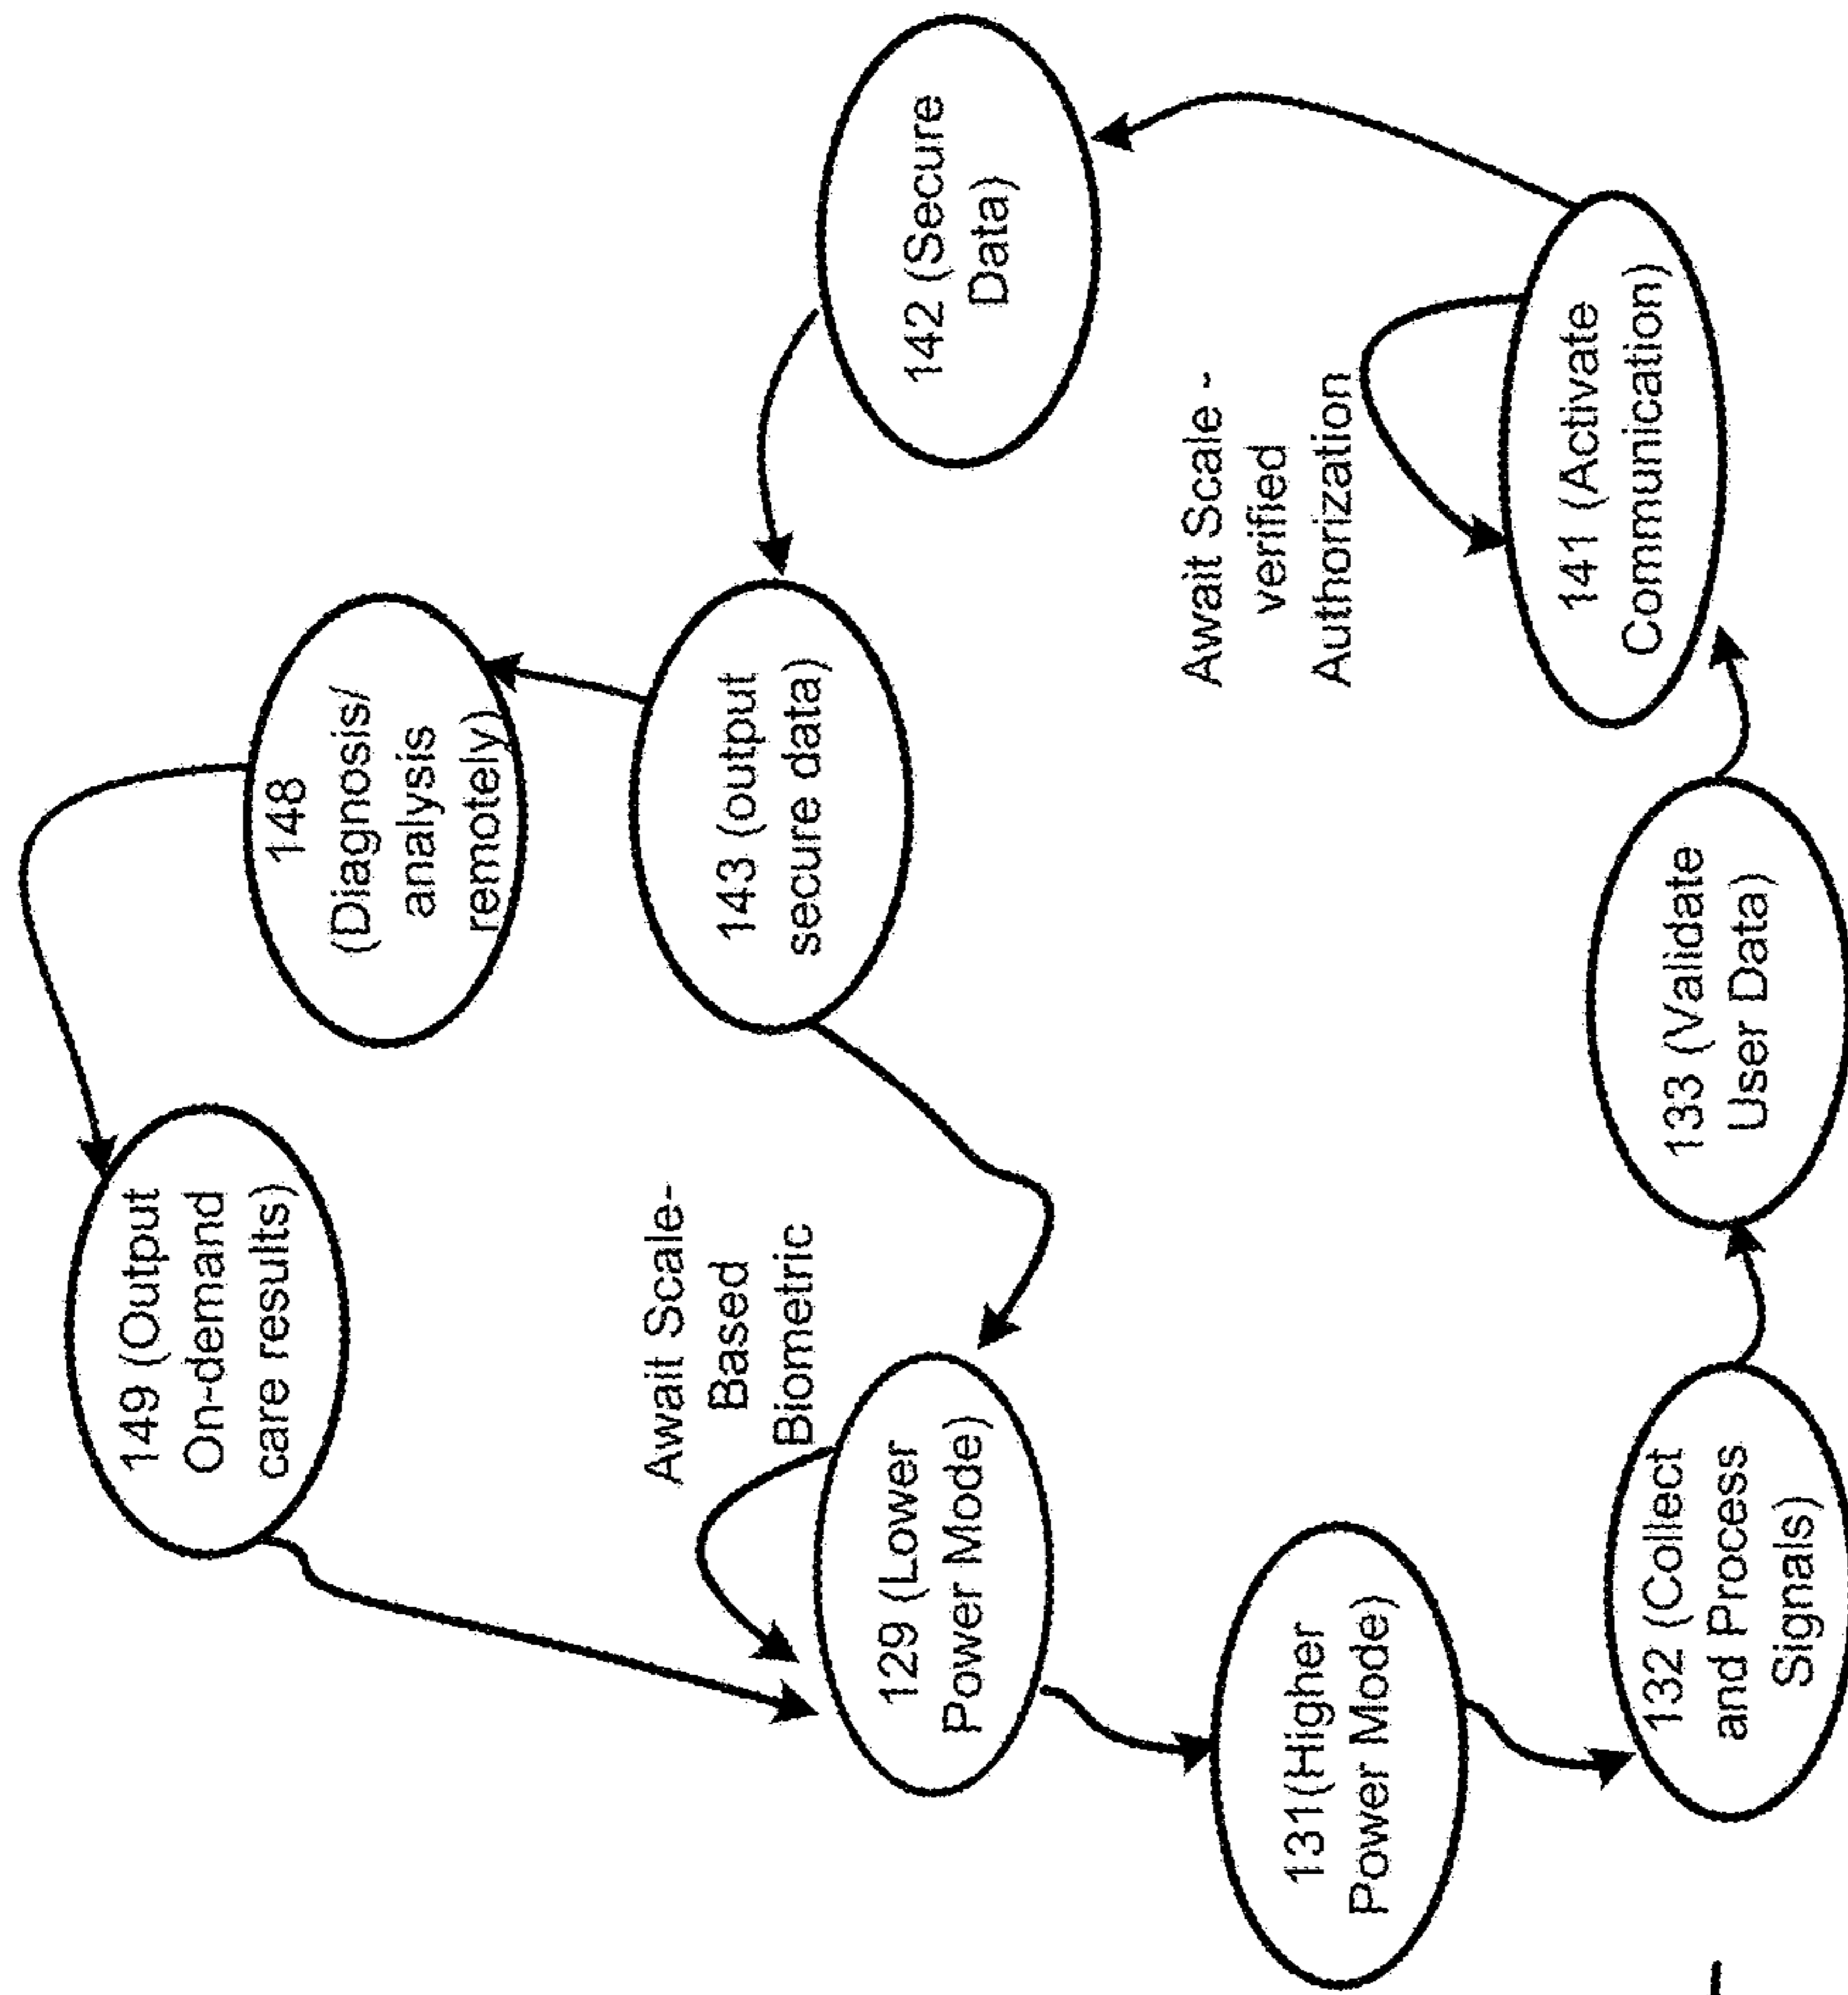 149 (Output
On-demand
care results)
148
(Diagnosis/
analysis
remotely)
Await Scale-
Based
Biometric
143 (output
secure data)
142 (Secure
Data)
129 (Lower
Power Mode)
Await Scale -
verified
Authorization
131(Higher
Power Mode)
141 (Activate
Communication)
132 (Collect
and Process
Signals)
133 (Validate
User Data)